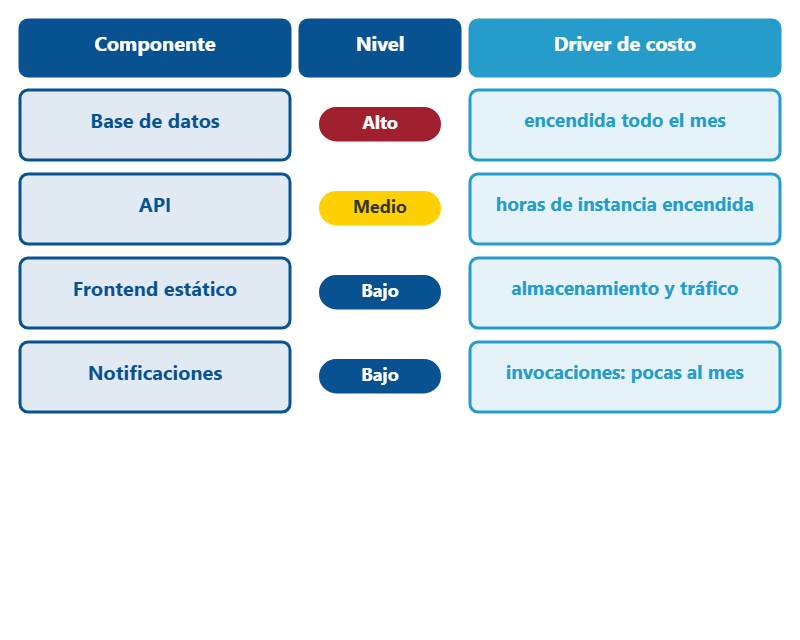 Componente Nivel Driver de costo
Base de datos Alto encendida todo el mes
API Medio horas de instancia encendida
Frontend estático Bajo almacenamiento y tráfico
Notificaciones Bajo invocaciones: pocas al mes